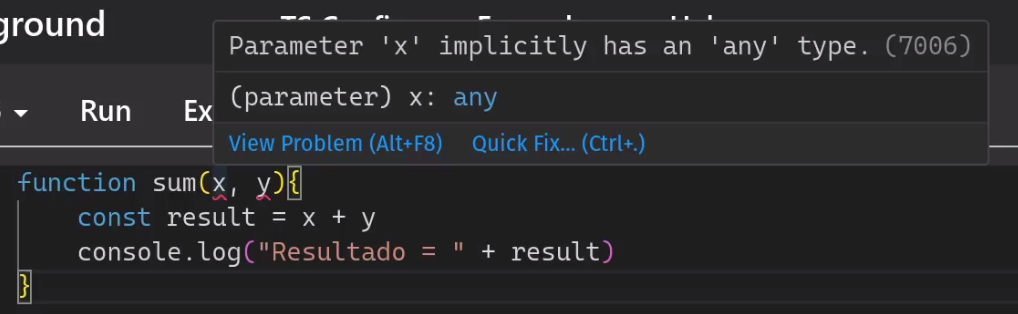 ground
Parameter 'x' implicitly has an 'any' type. (7006)
(parameter) x: any
Run
Ex
View Problem (Alt+F8) Quick Fix... (Ctrl+.)
function sum(x, y){
const result = x + y
console.log("Resultado = " + result)
}